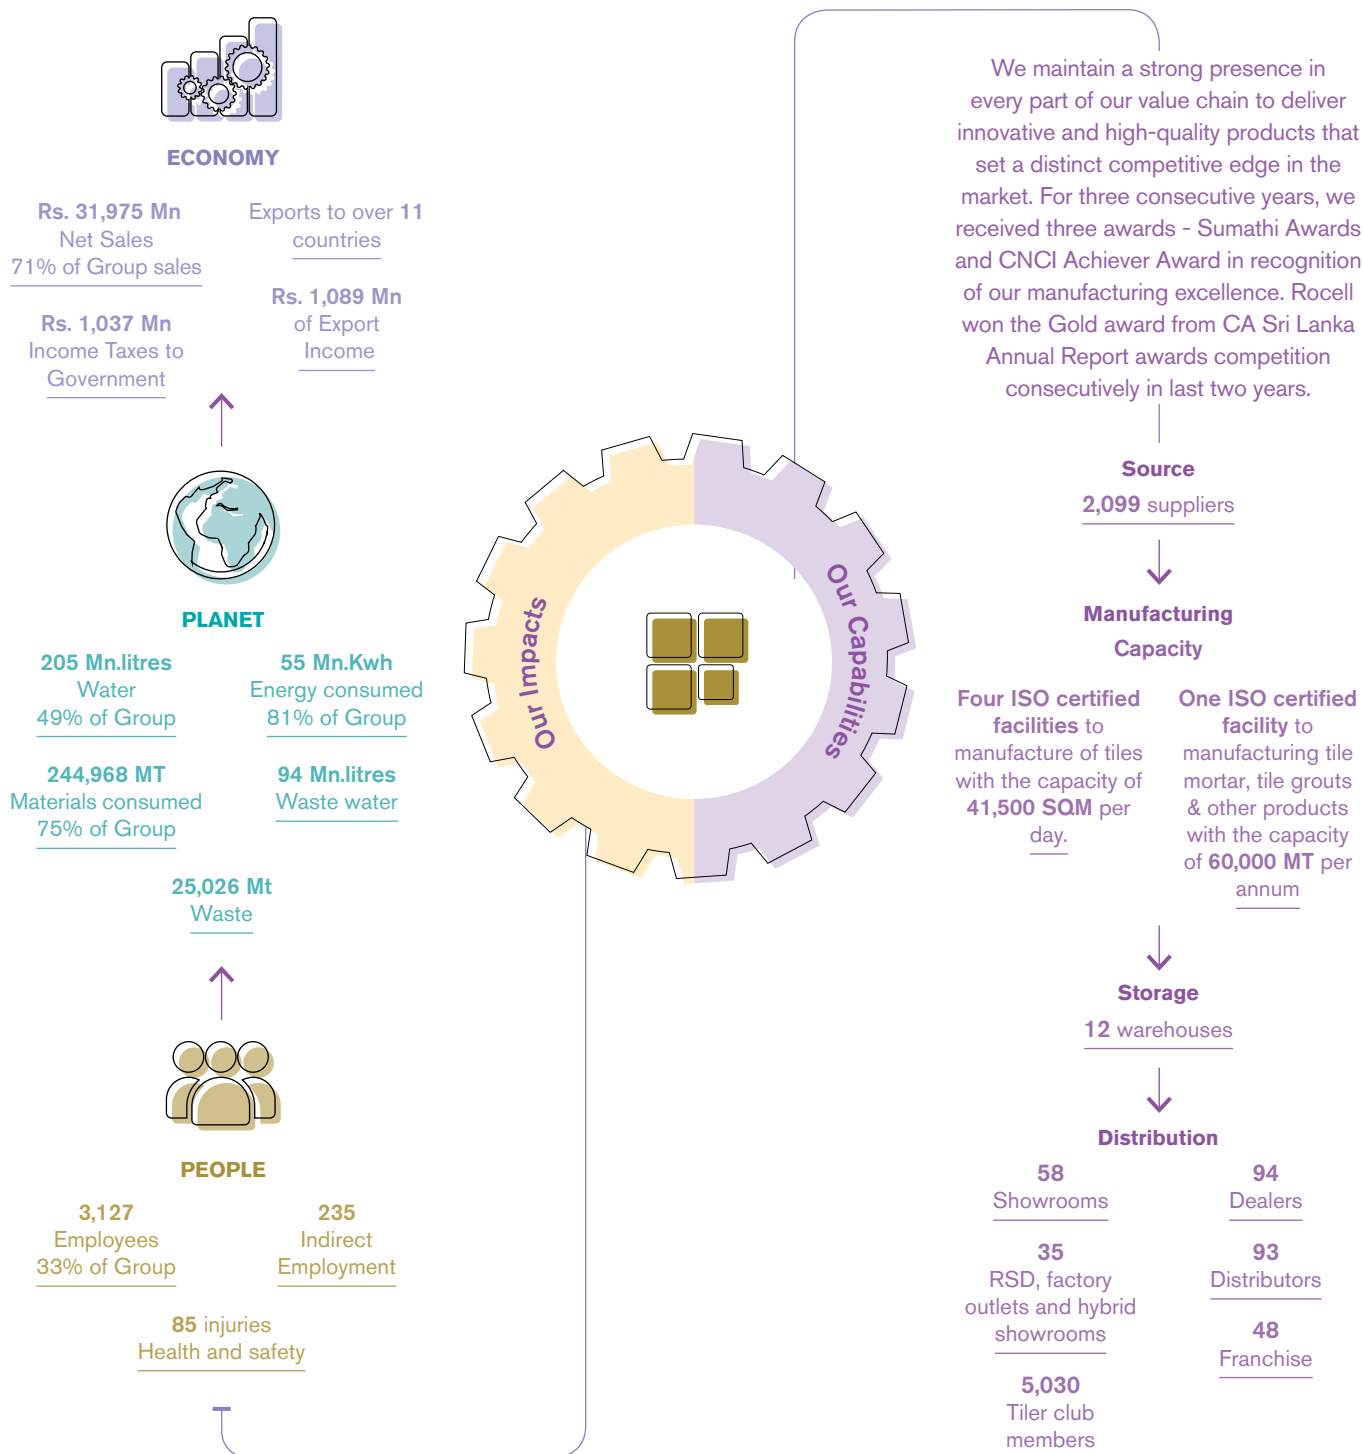 ECONOMY
Rs. 31,975 Mn
Net Sales
71% of Group sales
Exports to over 11
countries
Rs. 1,037 Mn
Income Taxes to
Government
Rs. 1,089 Mn
of Export
Income
PLANET
205 Mn.litres
Water
49% of Group
55 Mn.Kwh
Energy consumed
81% of Group
244,968 MT
Materials consumed
75% of Group
94 Mn.litres
Waste water
25,026 Mt
Waste
PEOPLE
3,127
Employees
33% of Group
235
Indirect
Employment
85 injuries
Health and safety
Our Impacts
Our Capabilities
We maintain a strong presence in
every part of our value chain to deliver
innovative and high-quality products that
set a distinct competitive edge in the
market. For three consecutive years, we
received three awards - Sumathi Awards
and CNCI Achiever Award in recognition
of our manufacturing excellence. Rocell
won the Gold award from CA Sri Lanka
Annual Report awards competition
consecutively in last two years.
Source
2,099 suppliers
Manufacturing
Capacity
Four ISO certified
facilities to
manufacture of tiles
with the capacity of
41,500 SQM per
day.
One ISO certified
facility to
manufacturing tile
mortar, tile grouts
& other products
with the capacity
of 60,000 MT per
annum
Storage
12 warehouses
Distribution
58
Showrooms
94
Dealers
35
RSD, factory
outlets and hybrid
showrooms
93
Distributors
48
Franchise
5,030
Tiler club
members